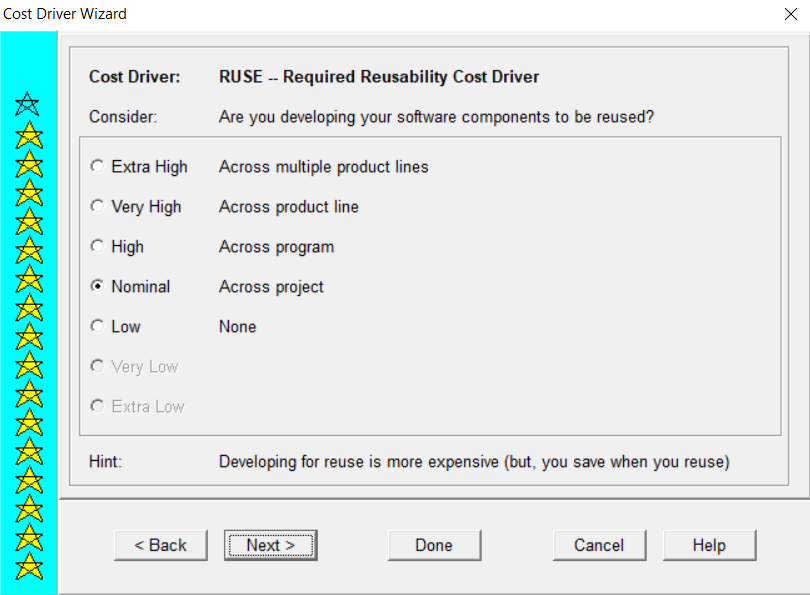 Cost Driver Wizard
Cost Driver: RUSE -- Required Reusability Cost Driver
Consider: Are you developing your software components to be reused?
Extra High Across multiple product lines
Very High Across product line
High Across program
Nominal Across project
Low None
Very Low
Extra Low
Hint: Developing for reuse is more expensive (but, you save when you reuse)
< Back Next > Done Cancel Help